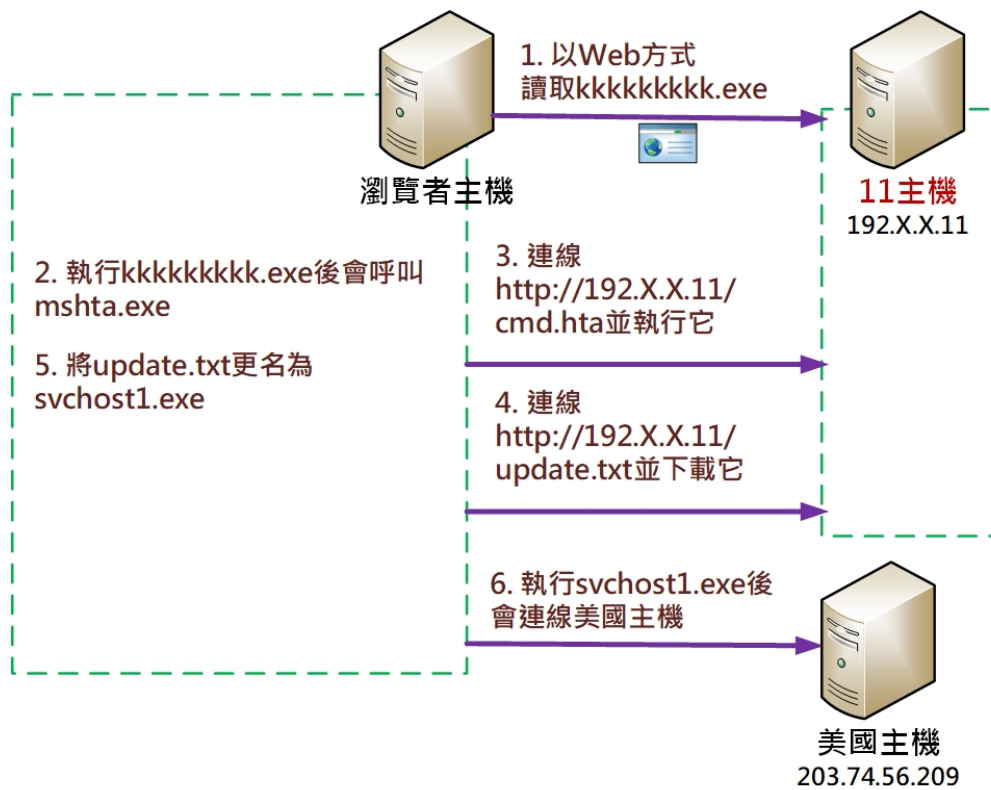 1. 以Web方式
讀取kkkkkkkkk.exe
瀏覽者主機
11主機
192.X.X.11
2. 執行kkkkkkkkk.exe後會呼叫
mshta.exe
3. 連線
http://192.X.X.11/
cmd.hta並執行它
5. 將update.txt更名為
svchost1.exe
4. 連線
http://192.X.X.11/
update.txt並下載它
6. 執行svchost1.exe後
會連線美國主機
美國主機
203.74.56.209